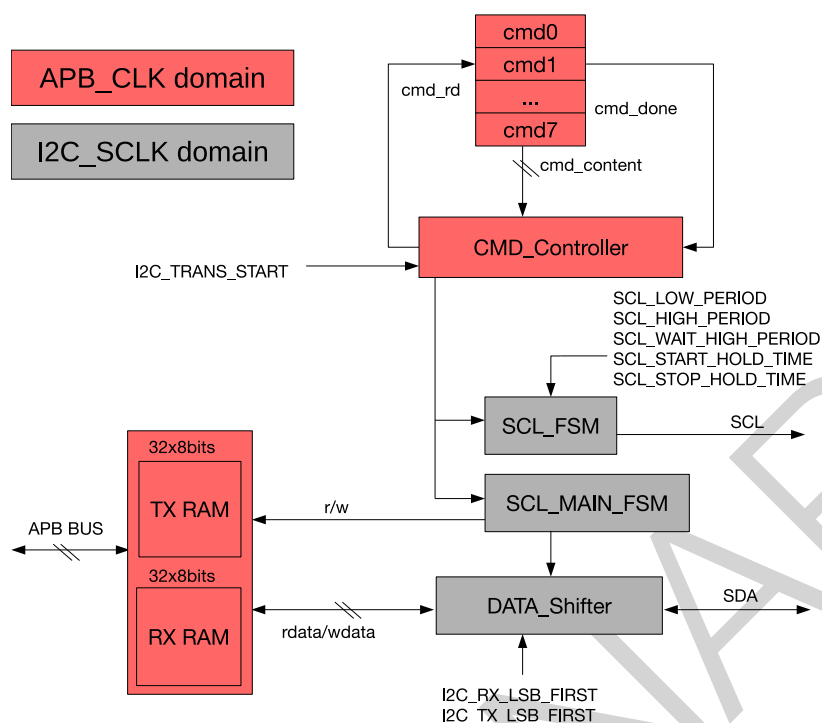 cmd0
APB_CLK domain
cmd1
cmd_rd
...
cmd_done
I2C_SCLK domain
cmd7
cmd_content
CMD_Controller
I2C_TRANS_START
SCL_LOW_PERIOD
SCL_HIGH_PERIOD
SCL_WAIT_HIGH_PERIOD
SCL_START_HOLD_TIME
SCL_STOP_HOLD_TIME
SCL_FSM
SCL
32x8bits
TX RAM
r/w
SCL_MAIN_FSM
APB BUS
32x8bits
RX RAM
rdata/wdata
DATA_Shifter
SDA
I2C_RX_LSB_FIRST
I2C_TX_LSB_FIRST